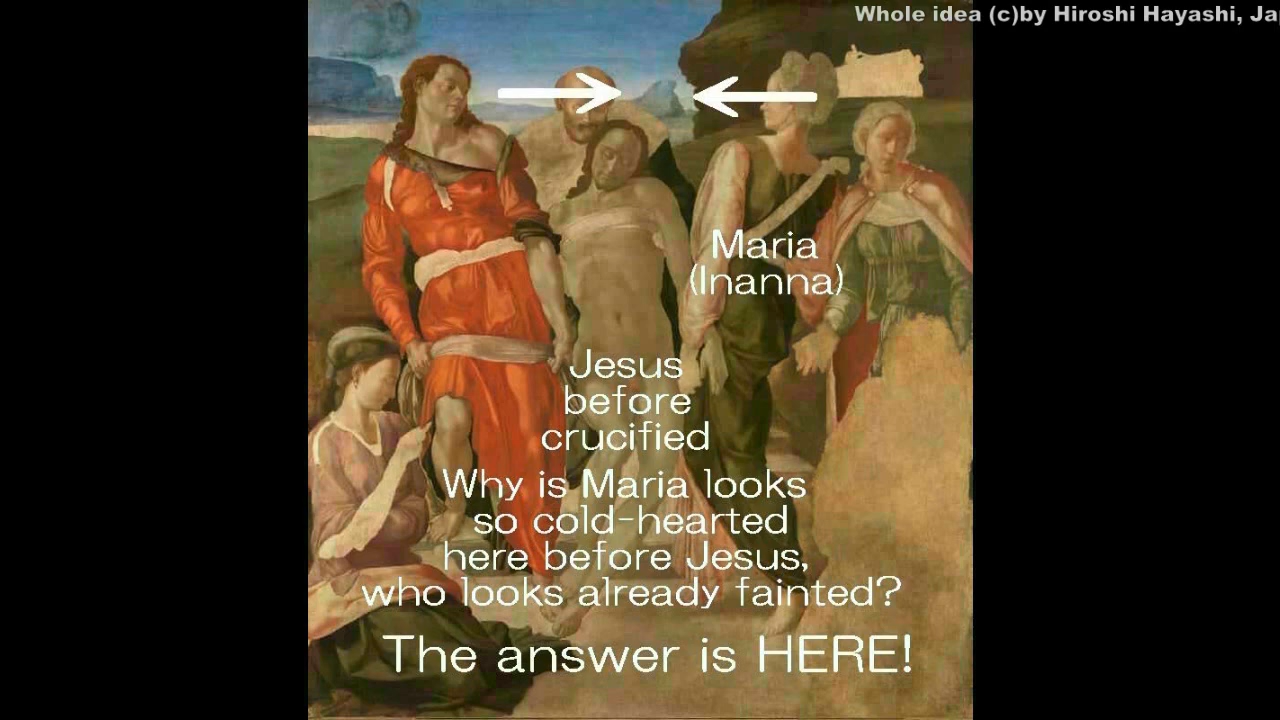 Whole idea (c)by Hiroshi Hayashi, Ja
Maria
(Inanna)
Jesus
before
crucified
Why is Maria looks
so cold-hearted
here before Jesus,
who looks already fainted?
The answer is HERE!